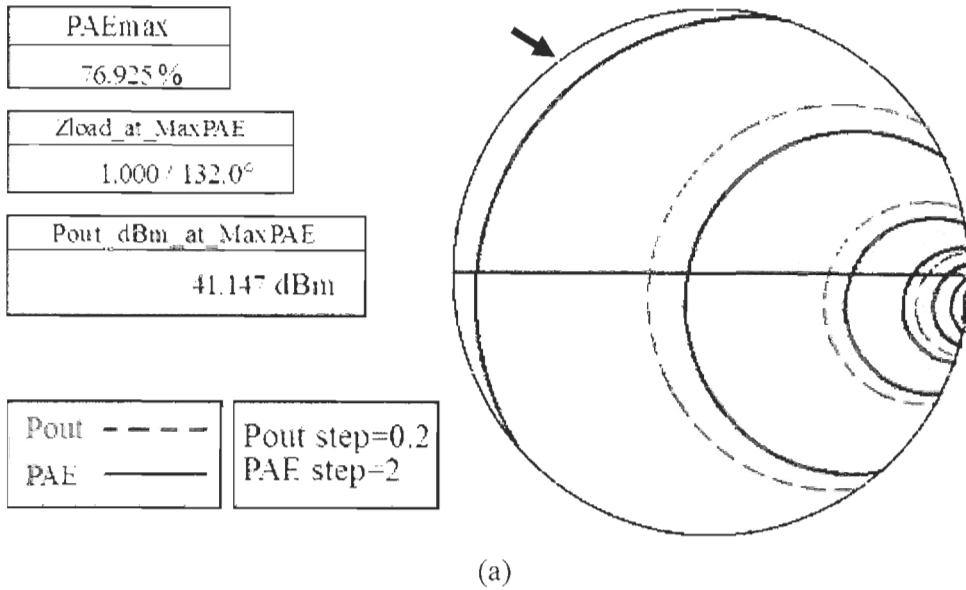 PAEmax
76.925%
Zload_at_MaxPAE
1.000 / 132.0°
Pout_dBm_at_MaxPAE
41.147 dBm
Pout
PAE
Pout step=0.2
PAE step=2
(a)